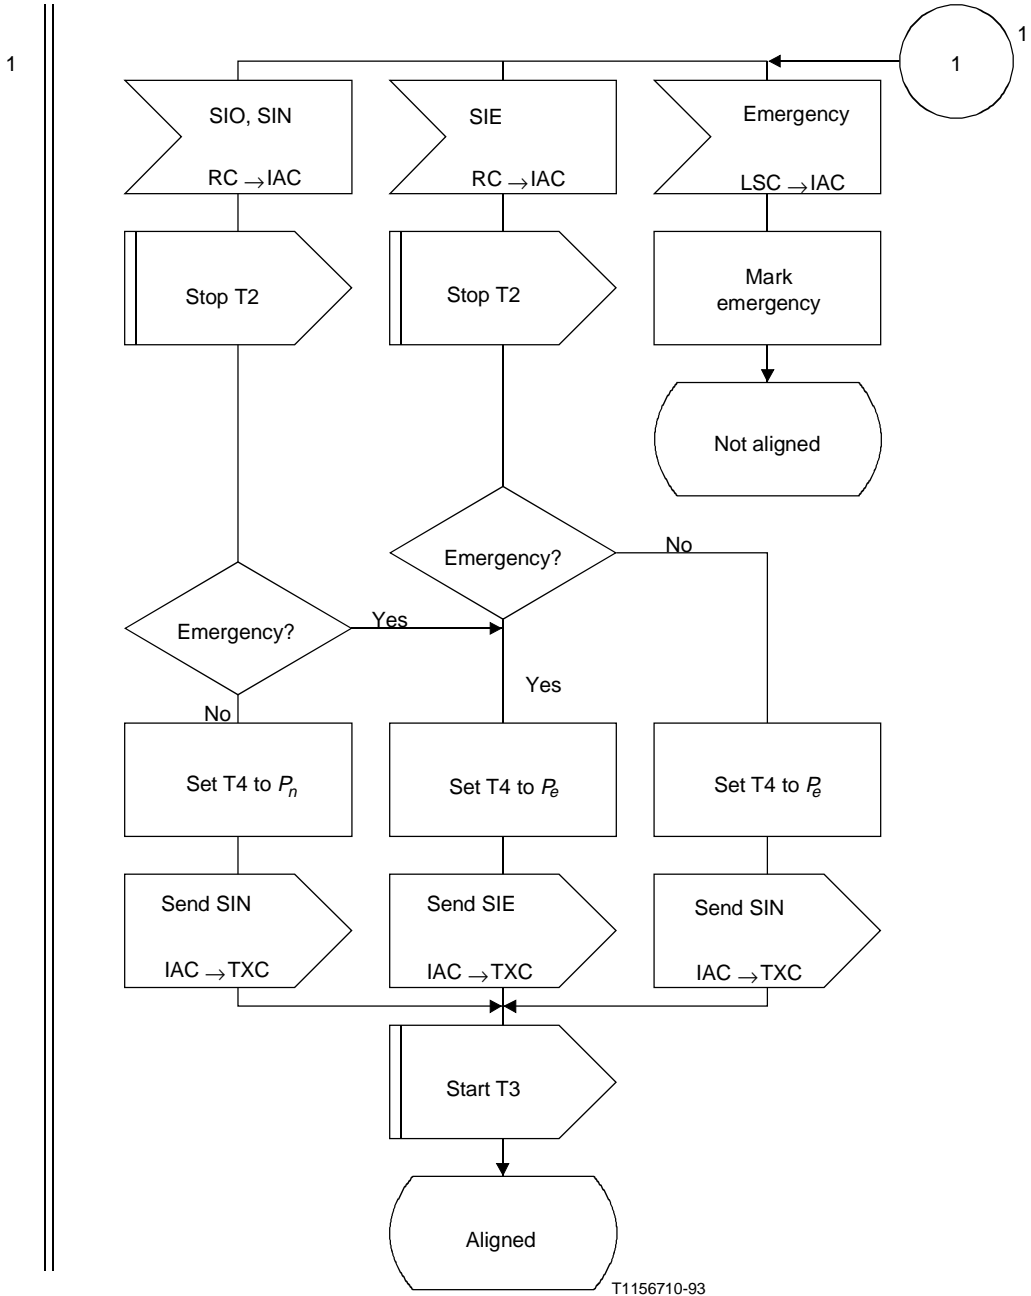 1
1
1
SIO, SIN
RC → IAC
SIE
RC → IAC
Emergency
LSC → IAC
Stop T2
Stop T2
Mark
emergency
Not aligned
Emergency?
No
Emergency?
Yes
Yes
No
Set T4 to Pn
Set T4 to Pe
Set T4 to Pe
Send SIN
IAC → TXC
Send SIE
IAC → TXC
Send SIN
IAC → TXC
Start T3
Aligned
T1156710-93